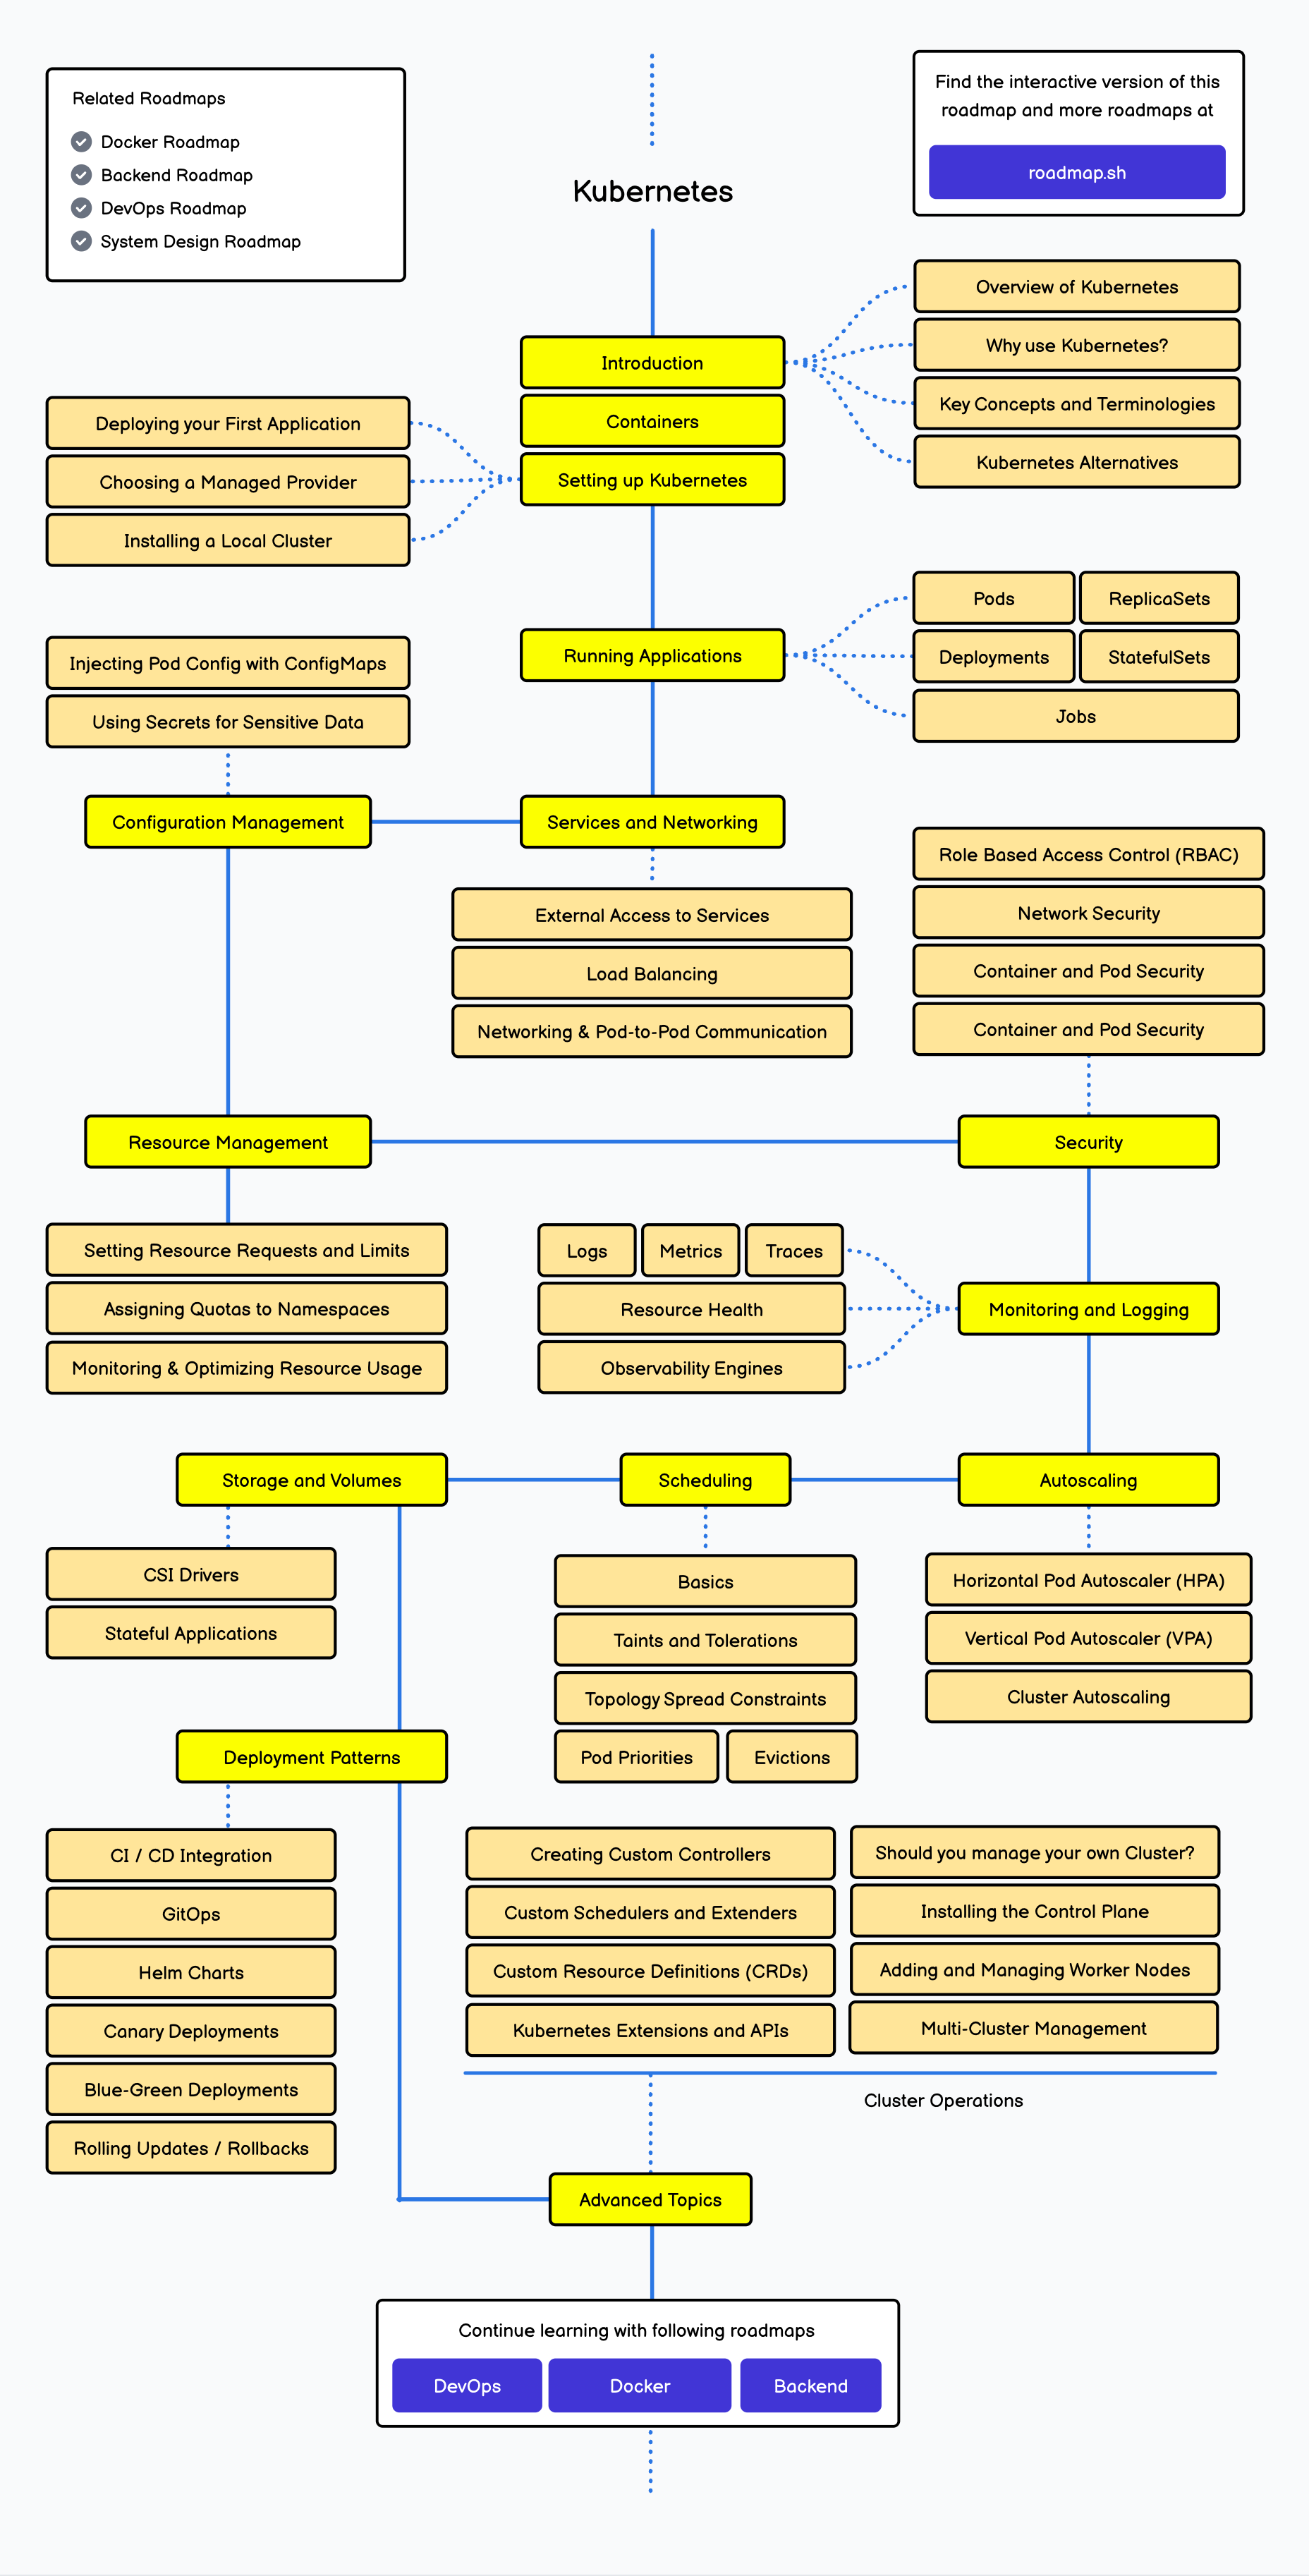 Related Roadmaps
Docker Roadmap
Backend Roadmap
DevOps Roadmap
System Design Roadmap
Kubernetes
Find the interactive version of this
roadmap and more roadmaps at
roadmap.sh
Introduction
Containers
Setting up Kubernetes
Overview of Kubernetes
Why use Kubernetes?
Key Concepts and Terminologies
Kubernetes Alternatives
Deploying your First Application
Choosing a Managed Provider
Installing a Local Cluster
Running Applications
Pods
ReplicaSets
Deployments
StatefulSets
Jobs
Injecting Pod Config with ConfigMaps
Using Secrets for Sensitive Data
Configuration Management
Services and Networking
External Access to Services
Load Balancing
Networking & Pod-to-Pod Communication
Role Based Access Control (RBAC)
Network Security
Container and Pod Security
Container and Pod Security
Resource Management
Security
Setting Resource Requests and Limits
Assigning Quotas to Namespaces
Monitoring & Optimizing Resource Usage
Logs
Metrics
Traces
Resource Health
Observability Engines
Monitoring and Logging
Storage and Volumes
Scheduling
Autoscaling
CSI Drivers
Stateful Applications
Basics
Taints and Tolerations
Topology Spread Constraints
Pod Priorities
Evictions
Horizontal Pod Autoscaler (HPA)
Vertical Pod Autoscaler (VPA)
Cluster Autoscaling
Deployment Patterns
CI / CD Integration
GitOps
Helm Charts
Canary Deployments
Blue-Green Deployments
Rolling Updates / Rollbacks
Creating Custom Controllers
Custom Schedulers and Extenders
Custom Resource Definitions (CRDs)
Kubernetes Extensions and APIs
Should you manage your own Cluster?
Installing the Control Plane
Adding and Managing Worker Nodes
Multi-Cluster Management
Cluster Operations
Advanced Topics
Continue learning with following roadmaps
DevOps
Docker
Backend